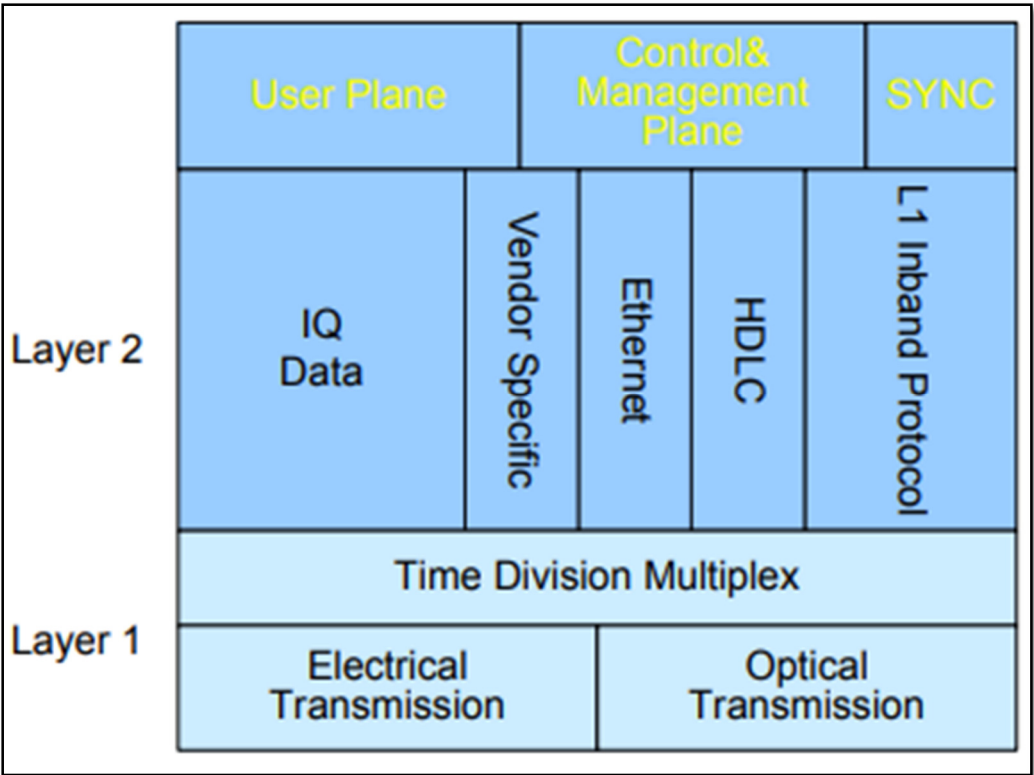 User Plane
Control&
Management
Plane
SYNC
Layer 2
IQ
Data
Vendor Specific
Ethernet
HDLC
L1 Inband Protocol
Time Division Multiplex
Layer 1
Electrical
Transmission
Optical
Transmission